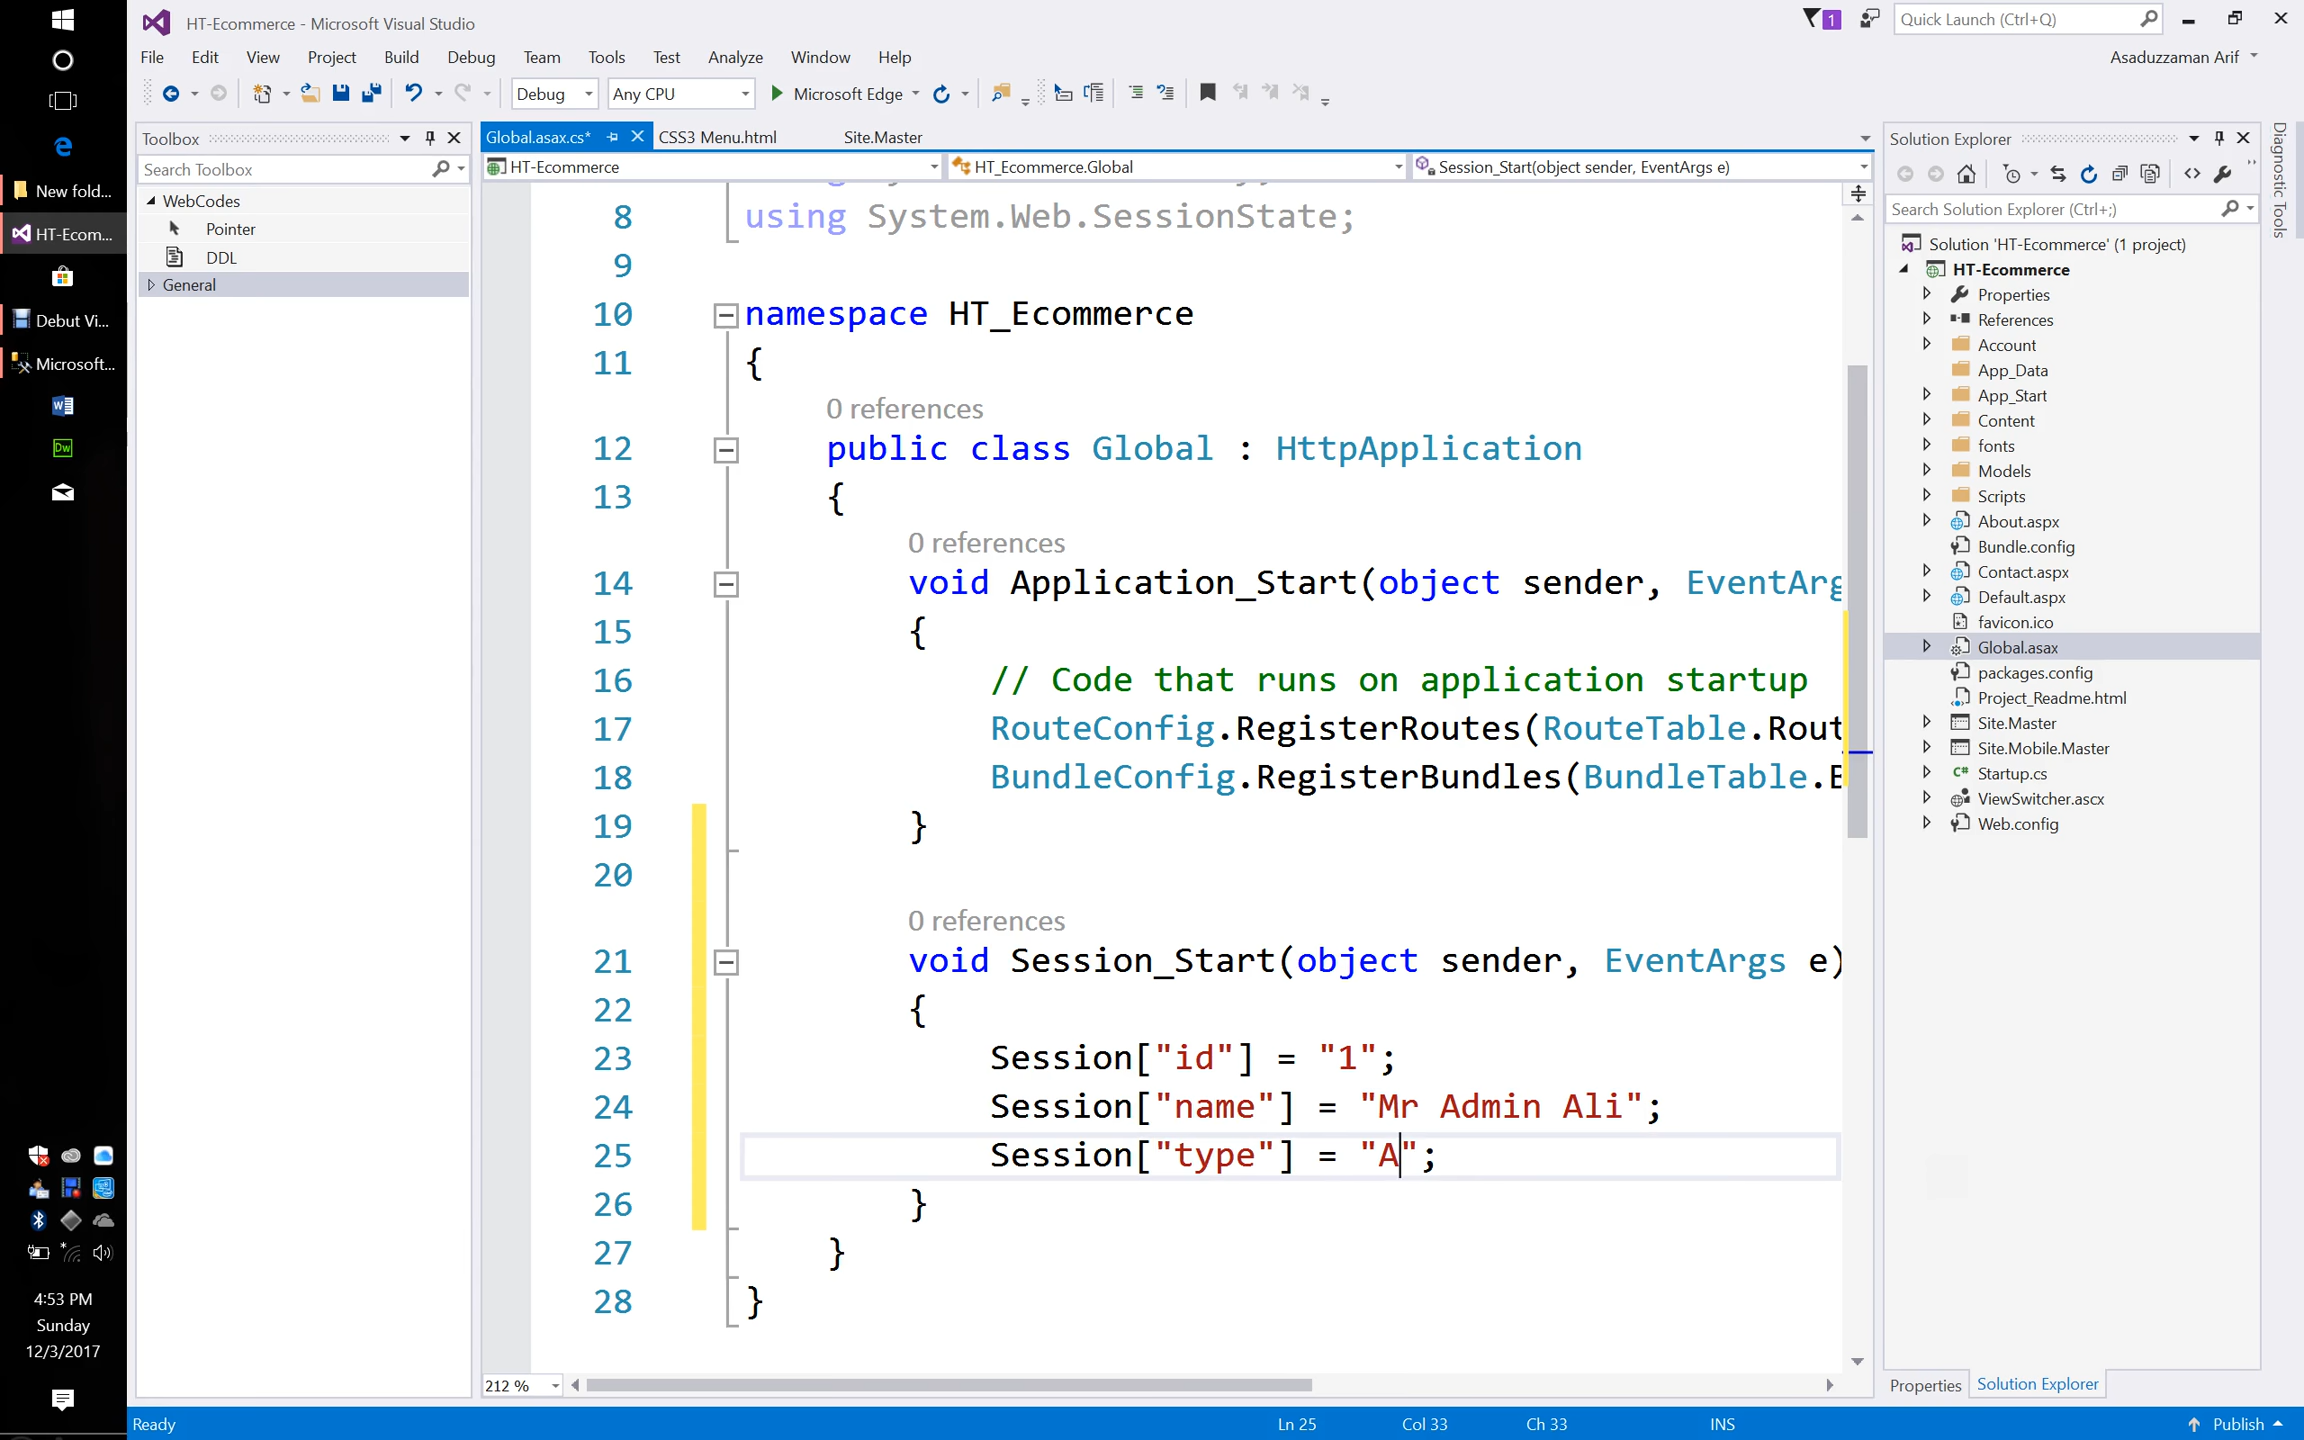 HT-Ecommerce - Microsoft Visual Studio
1
Quick Launch (Ctrl+Q)
File Edit View Project Build Debug Team Tools Test Analyze Window Help
Asaduzzaman Arif
Debug
Any CPU
Microsoft Edge
New fold...
HT-Ecom...
Debut Vi...
Microsoft...
W
Dw
4:53 PM
Sunday
12/3/2017
Toolbox
Search Toolbox
WebCodes
Pointer
DDL
General
Global.asax.cs*
CSS3 Menu.html
Site.Master
HT-Ecommerce
HT_Ecommerce.Global
Session_Start(object sender, EventArgs e)
8 using System.Web.SessionState;
9
10 namespace HT_Ecommerce
11 {
0 references
12 public class Global : HttpApplication
13 {
0 references
14 void Application_Start(object sender, EventArg
15 {
16 // Code that runs on application startup
17 RouteConfig.RegisterRoutes(RouteTable.Rout
18 BundleConfig.RegisterBundles(BundleTable.B
19 }
20
0 references
21 void Session_Start(object sender, EventArgs e)
22 {
23 Session["id"] = "1";
24 Session["name"] = "Mr Admin Ali";
25 Session["type"] = "A";
26 }
27 }
28 }
212 %
Solution Explorer
Search Solution Explorer (Ctrl+;)
Solution 'HT-Ecommerce' (1 project)
HT-Ecommerce
Properties
References
Account
App_Data
App_Start
Content
fonts
Models
Scripts
About.aspx
Bundle.config
Contact.aspx
Default.aspx
favicon.ico
Global.asax
packages.config
Project_Readme.html
Site.Master
Site.Mobile.Master
C# Startup.cs
ViewSwitcher.ascx
Web.config
Properties
Solution Explorer
Diagnostic Tools
Ready
Ln 25
Col 33
Ch 33
INS
Publish